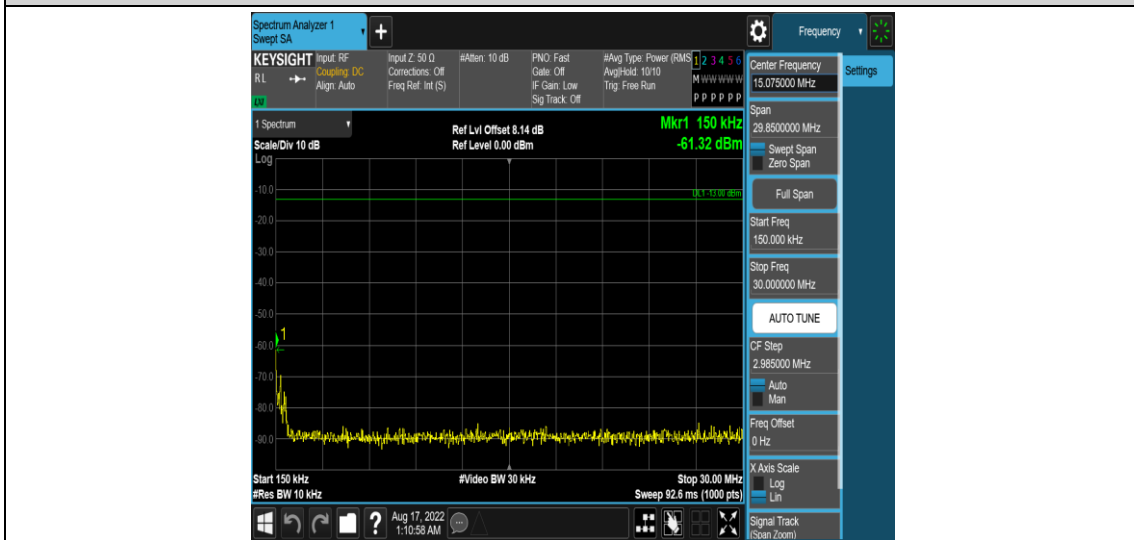 Spectrum Analyzer 1
Swept SA
+
Frequency
KEYSIGHT
RL
LXI
Input: RF
Coupling: DC
Align: Auto
Input Z: 50 Ω
Corrections: Off
Freq Ref: Int (S)
#Atten: 10 dB
PNO: Fast
Gate: Off
IF Gain: Low
Sig Track: Off
#Avg Type: Power (RMS
Avg|Hold: 10/10
Trig: Free Run
1 2 3 4 5 6
M W W W W W
P P P P P P
Center Frequency
15.075000 MHz
Settings
1 Spectrum
Scale/Div 10 dB
Log
Ref Lvl Offset 8.14 dB
Ref Level 0.00 dBm
Mkr1 150 kHz
-61.32 dBm
Span
29.8500000 MHz
Swept Span
Zero Span
Full Span
Start Freq
150.000 kHz
Stop Freq
30.000000 MHz
AUTO TUNE
CF Step
2.985000 MHz
Auto
Man
Freq Offset
0 Hz
X Axis Scale
Log
Lin
Signal Track
(Span Zoom)
DL1 -13.00 dBm
-10.0
-20.0
-30.0
-40.0
-50.0
1
-60.0
-70.0
-80.0
-90.0
Start 150 kHz
#Res BW 10 kHz
#Video BW 30 kHz
Stop 30.00 MHz
Sweep 92.6 ms (1000 pts)
?
Aug 17, 2022
1:10:58 AM